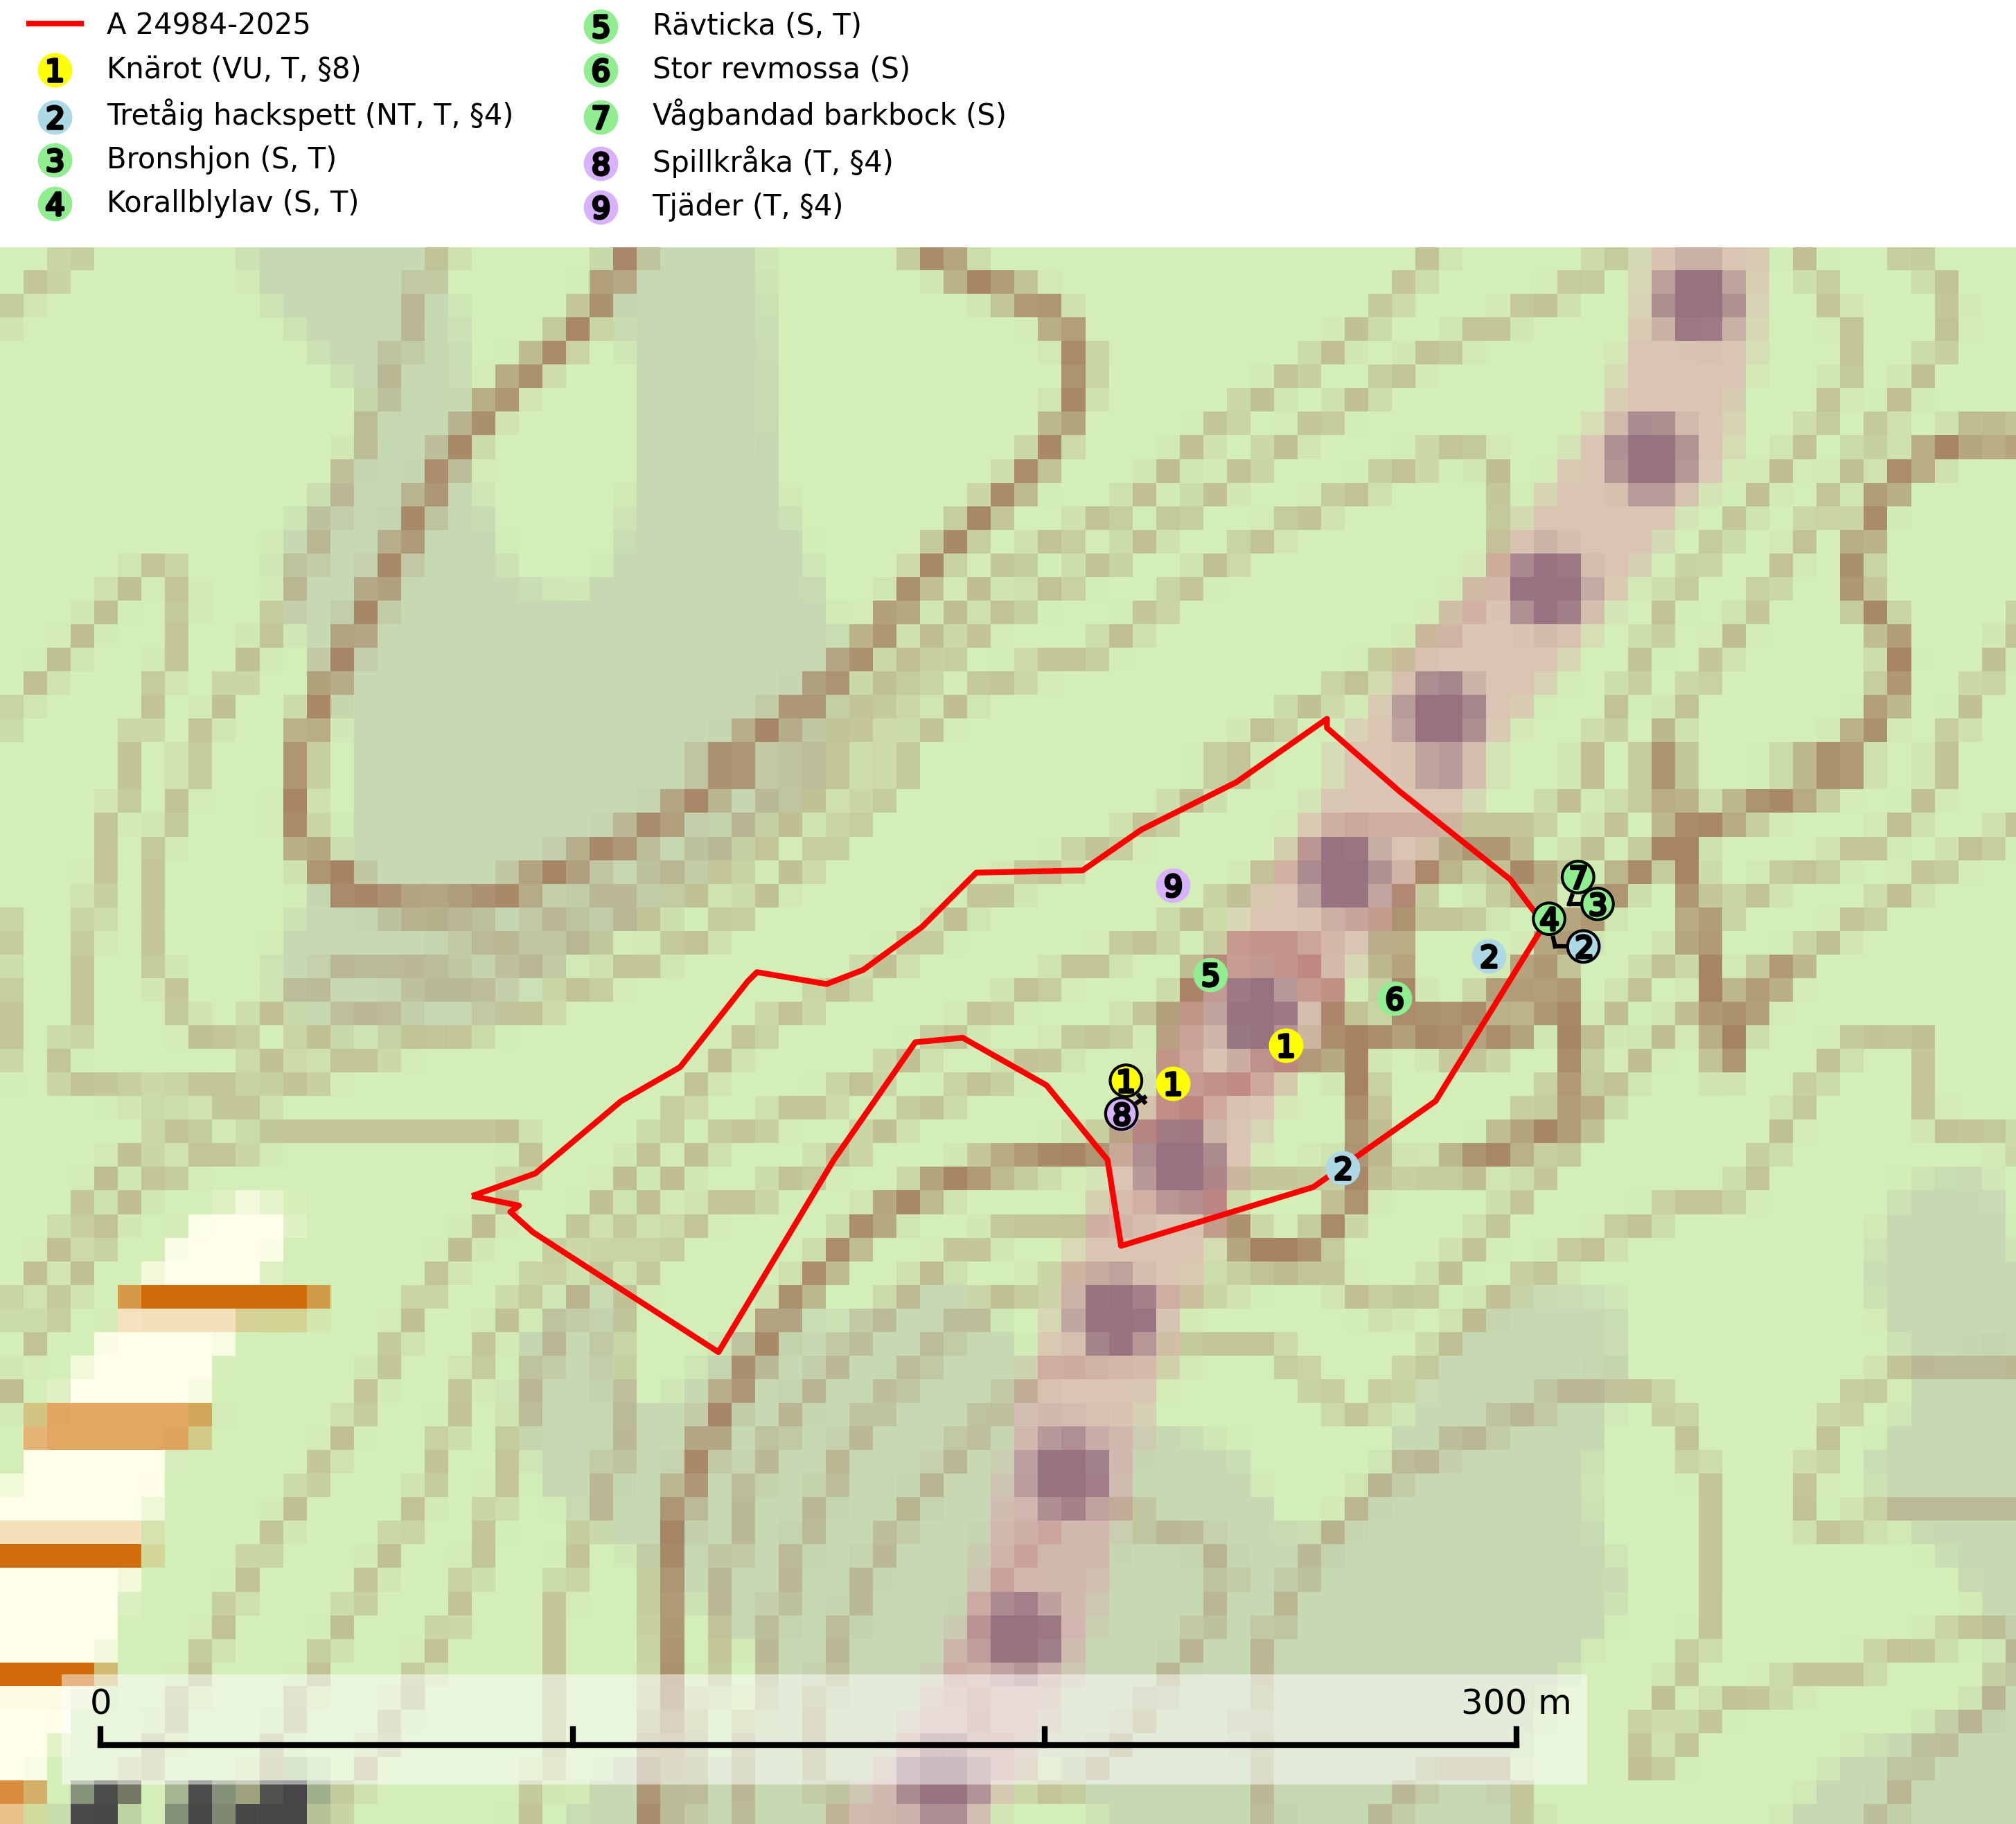 A 24984-2025
1 Knärot (VU, T, §8)
2 Tretåig hackspett (NT, T, §4)
3 Bronshjon (S, T)
4 Korallblylav (S, T)
5 Rävticka (S, T)
6 Stor revmossa (S)
7 Vågbandad barkbock (S)
8 Spillkråka (T, §4)
9 Tjäder (T, §4)
7
9
3
4
2
2
5
6
1
1
1
8
2
0 300 m